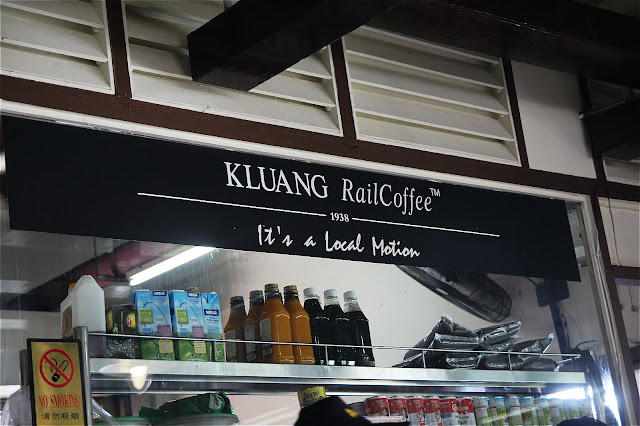 KLUANG RailCoffee™
1938
It's a Local Motion
NO SMOKING
请勿吸烟